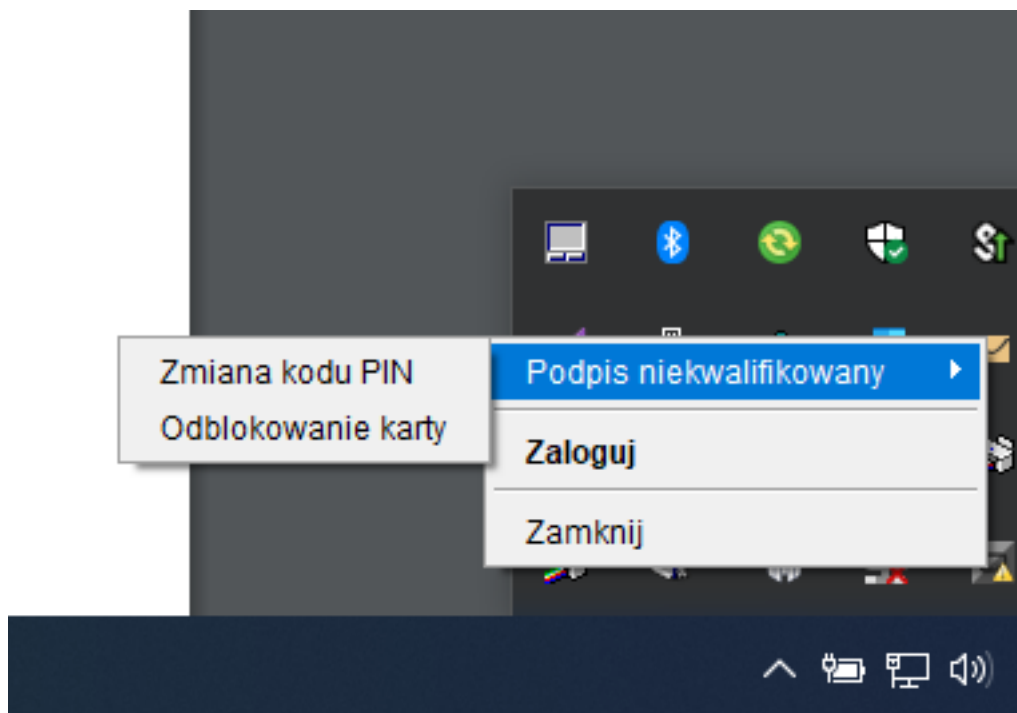 Zmiana kodu PIN
Odblokowanie karty
Podpis niekwalifikowany
Zaloguj
Zamknij